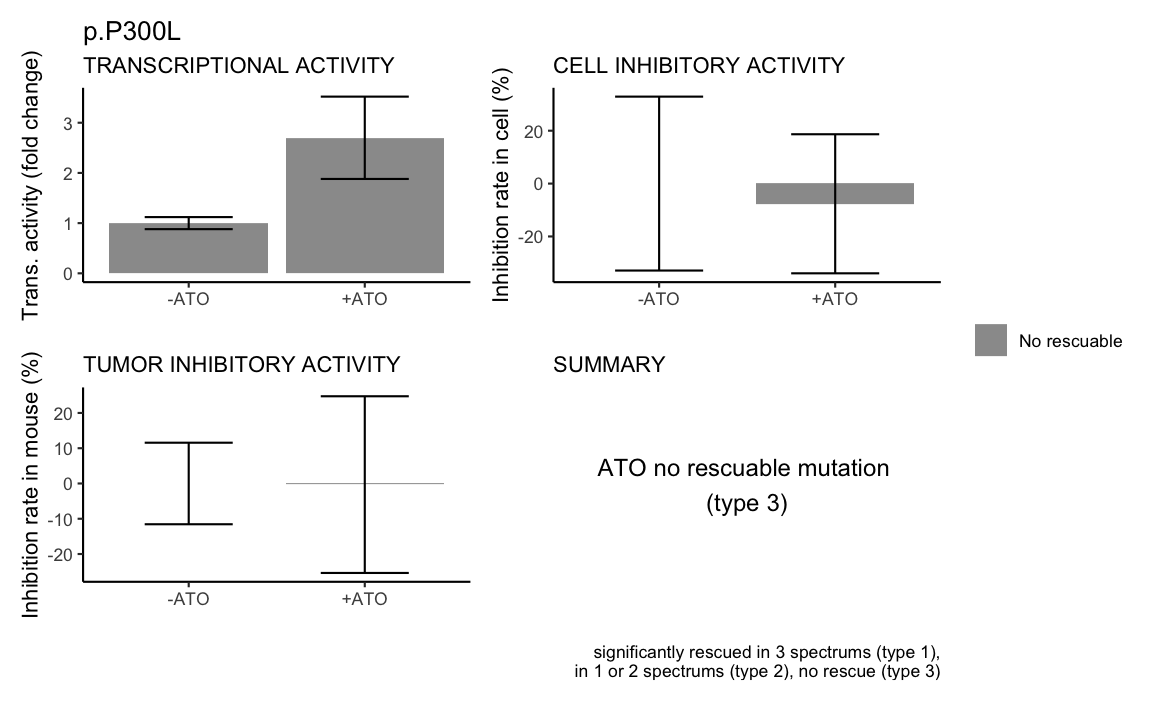 p.P300L
TRANSCRIPTIONAL ACTIVITY
Trans. activity (fold change)
3
2
1
0
-ATO
+ATO
CELL INHIBITORY ACTIVITY
Inhibition rate in cell (%)
20
0
-20
-ATO
+ATO
No rescuable
TUMOR INHIBITORY ACTIVITY
Inhibition rate in mouse (%)
20
10
0
-10
-20
-ATO
+ATO
SUMMARY
ATO no rescuable mutation
(type 3)
significantly rescued in 3 spectrums (type 1),
in 1 or 2 spectrums (type 2), no rescue (type 3)